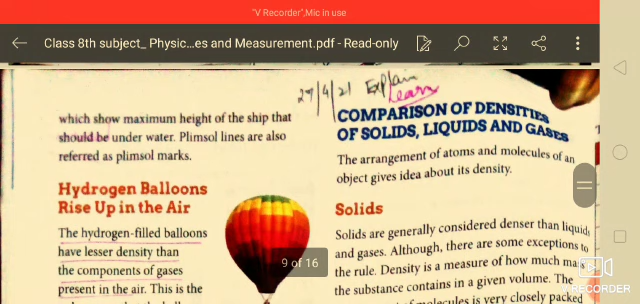 "V Recorder",Mic in use
Class 8th subject_ Physic...es and Measurement.pdf - Read-only
27/4/21 Explain
Learn
which show maximum height of the ship that
should be under water. Plimsol lines are also
referred as plimsol marks.
Hydrogen Balloons
Rise Up in the Air
The hydrogen-filled balloons
have lesser density than
the components of gases
present in the air. This is the
COMPARISON OF DENSITIES
OF SOLIDS, LIQUIDS AND GASES
The arrangement of atoms and molecules of an
object gives idea about its density.
Solids
Solids are generally considered denser than liquids
and gases. Although, there are some exceptions to
the rule. Density is a measure of how much mass
the substance contains in a given volume. The
of molecules is very closely packed
9 of 16
V RECORDER